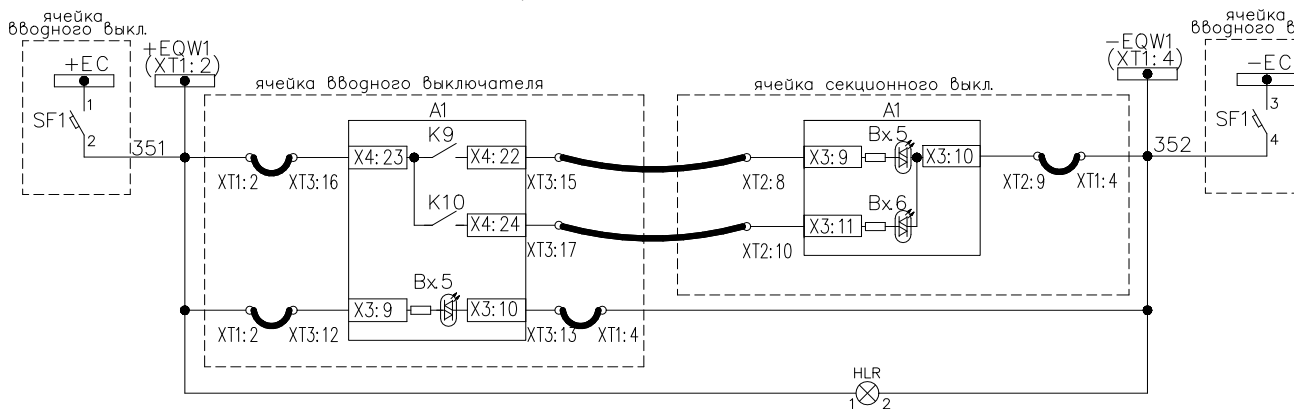 ячейка
вводного выкл.
+EC
1
SF1
2
351
+EQW1
(XT1:2)
ячейка вводного выключателя
A1
K9
X4:23
X4:22
XT1:2
XT3:16
XT3:15
K10
X4:24
XT3:17
Вх.5
X3:9
X3:10
XT1:2
XT3:12
XT3:13
XT1:4
ячейка секционного выкл.
A1
Вх.5
X3:9
X3:10
XT2:8
XT2:9
XT1:4
Вх.6
X3:11
XT2:10
-EQW1
(XT1:4)
352
ячейка
вводного в
-EC
3
SF1
4
HLR
1
2